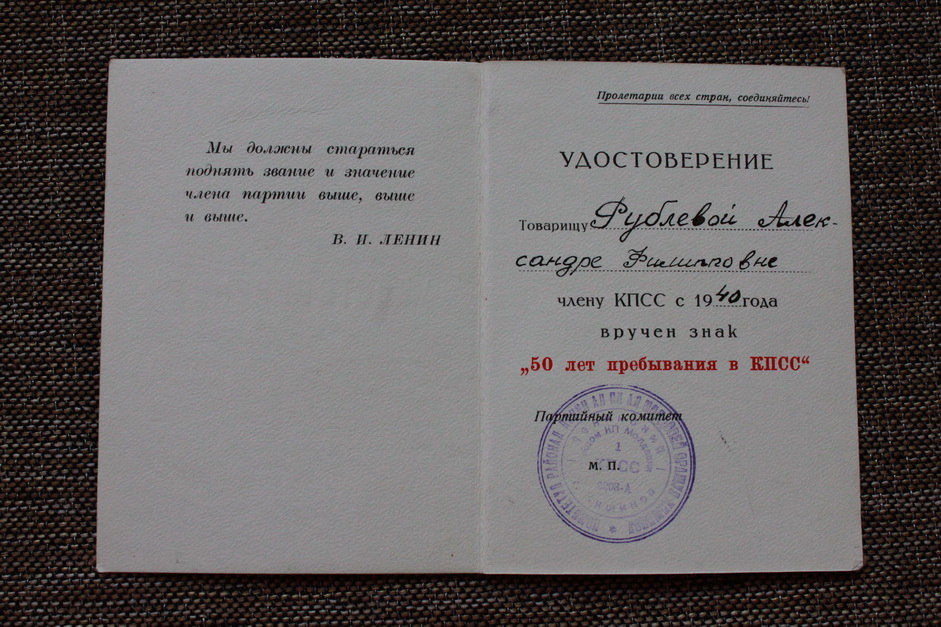 Мы должны стараться
поднять звание и значение
члена партии выше, выше
и выше.
В. И. ЛЕНИН
Пролетарии всех стран, соединяйтесь!
УДОСТОВЕРЕНИЕ
Товарищу Рублевой Алек-
сандре Филипповне
члену КПСС с 1940 года
вручен знак
„50 лет пребывания в КПСС“
Партийный комитет
М. П.
КПСС